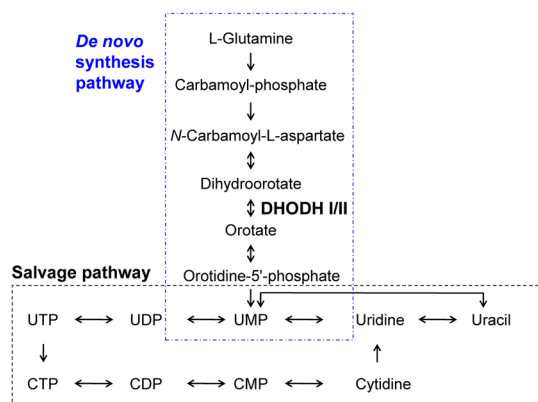 De novo
synthesis
pathway
L-Glutamine
Carbamoyl-phosphate
N-Carbamoyl-L-aspartate
Dihydroorotate
DHODH I/II
Orotate
Orotidine-5'-phosphate
Salvage pathway
UTP UDP UMP Uridine Uracil
CTP CDP CMP Cytidine